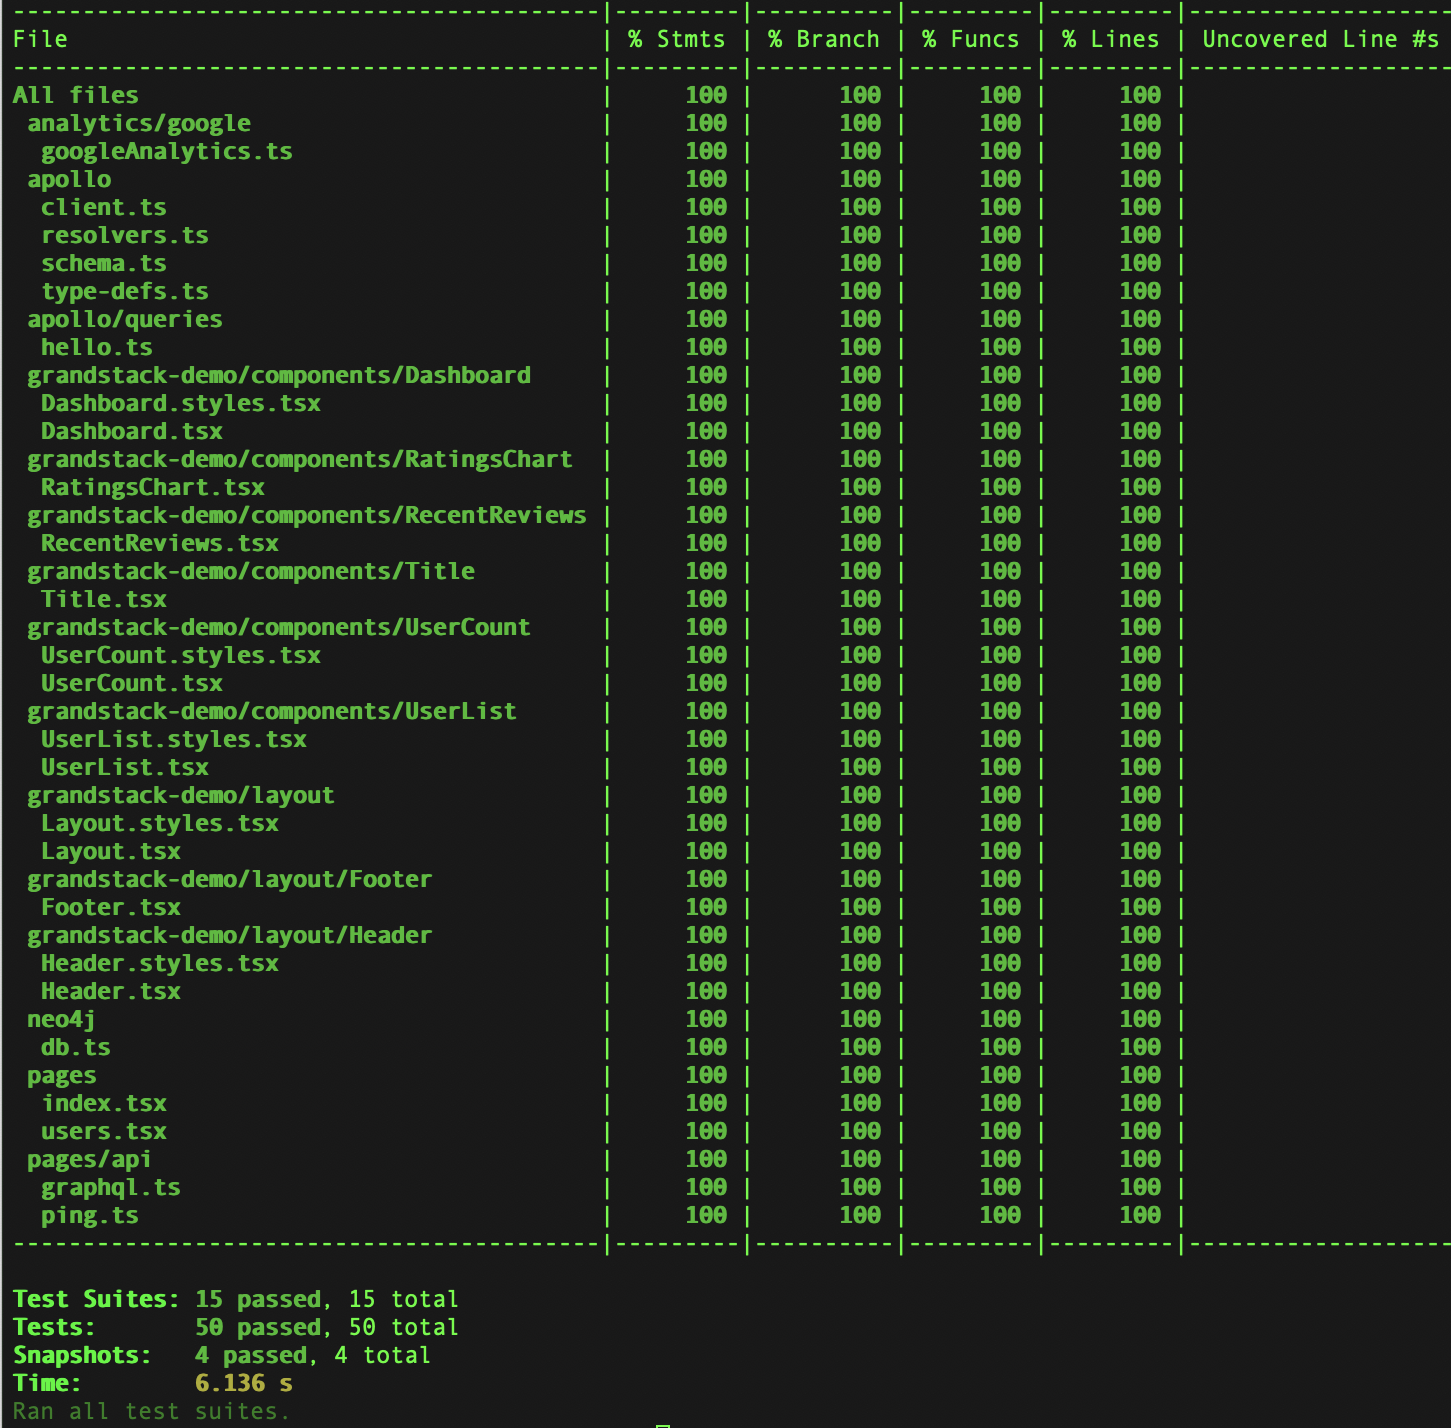 -----------------------------------------|---------|----------|---------|---------|-------------------
File                                     | % Stmts | % Branch | % Funcs | % Lines | Uncovered Line #s
-----------------------------------------|---------|----------|---------|---------|-------------------
All files                                |     100 |      100 |     100 |     100 |
 analytics/google                        |     100 |      100 |     100 |     100 |
  googleAnalytics.ts                     |     100 |      100 |     100 |     100 |
 apollo                                  |     100 |      100 |     100 |     100 |
  client.ts                              |     100 |      100 |     100 |     100 |
  resolvers.ts                           |     100 |      100 |     100 |     100 |
  schema.ts                              |     100 |      100 |     100 |     100 |
  type-defs.ts                           |     100 |      100 |     100 |     100 |
 apollo/queries                          |     100 |      100 |     100 |     100 |
  hello.ts                               |     100 |      100 |     100 |     100 |
 grandstack-demo/components/Dashboard    |     100 |      100 |     100 |     100 |
  Dashboard.styles.tsx                   |     100 |      100 |     100 |     100 |
  Dashboard.tsx                          |     100 |      100 |     100 |     100 |
 grandstack-demo/components/RatingsChart |     100 |      100 |     100 |     100 |
  RatingsChart.tsx                       |     100 |      100 |     100 |     100 |
 grandstack-demo/components/RecentReviews |     100 |      100 |     100 |     100 |
  RecentReviews.tsx                      |     100 |      100 |     100 |     100 |
 grandstack-demo/components/Title        |     100 |      100 |     100 |     100 |
  Title.tsx                              |     100 |      100 |     100 |     100 |
 grandstack-demo/components/UserCount    |     100 |      100 |     100 |     100 |
  UserCount.styles.tsx                   |     100 |      100 |     100 |     100 |
  UserCount.tsx                          |     100 |      100 |     100 |     100 |
 grandstack-demo/components/UserList     |     100 |      100 |     100 |     100 |
  UserList.styles.tsx                    |     100 |      100 |     100 |     100 |
  UserList.tsx                           |     100 |      100 |     100 |     100 |
 grandstack-demo/layout                  |     100 |      100 |     100 |     100 |
  Layout.styles.tsx                      |     100 |      100 |     100 |     100 |
  Layout.tsx                             |     100 |      100 |     100 |     100 |
 grandstack-demo/layout/Footer           |     100 |      100 |     100 |     100 |
  Footer.tsx                             |     100 |      100 |     100 |     100 |
 grandstack-demo/layout/Header           |     100 |      100 |     100 |     100 |
  Header.styles.tsx                      |     100 |      100 |     100 |     100 |
  Header.tsx                             |     100 |      100 |     100 |     100 |
 neo4j                                   |     100 |      100 |     100 |     100 |
  db.ts                                  |     100 |      100 |     100 |     100 |
 pages                                   |     100 |      100 |     100 |     100 |
  index.tsx                              |     100 |      100 |     100 |     100 |
  users.tsx                              |     100 |      100 |     100 |     100 |
 pages/api                               |     100 |      100 |     100 |     100 |
  graphql.ts                             |     100 |      100 |     100 |     100 |
  ping.ts                                |     100 |      100 |     100 |     100 |
-----------------------------------------|---------|----------|---------|---------|-------------------
Test Suites: 15 passed, 15 total
Tests:       50 passed, 50 total
Snapshots:   4 passed, 4 total
Time:        6.136 s
Ran all test suites.